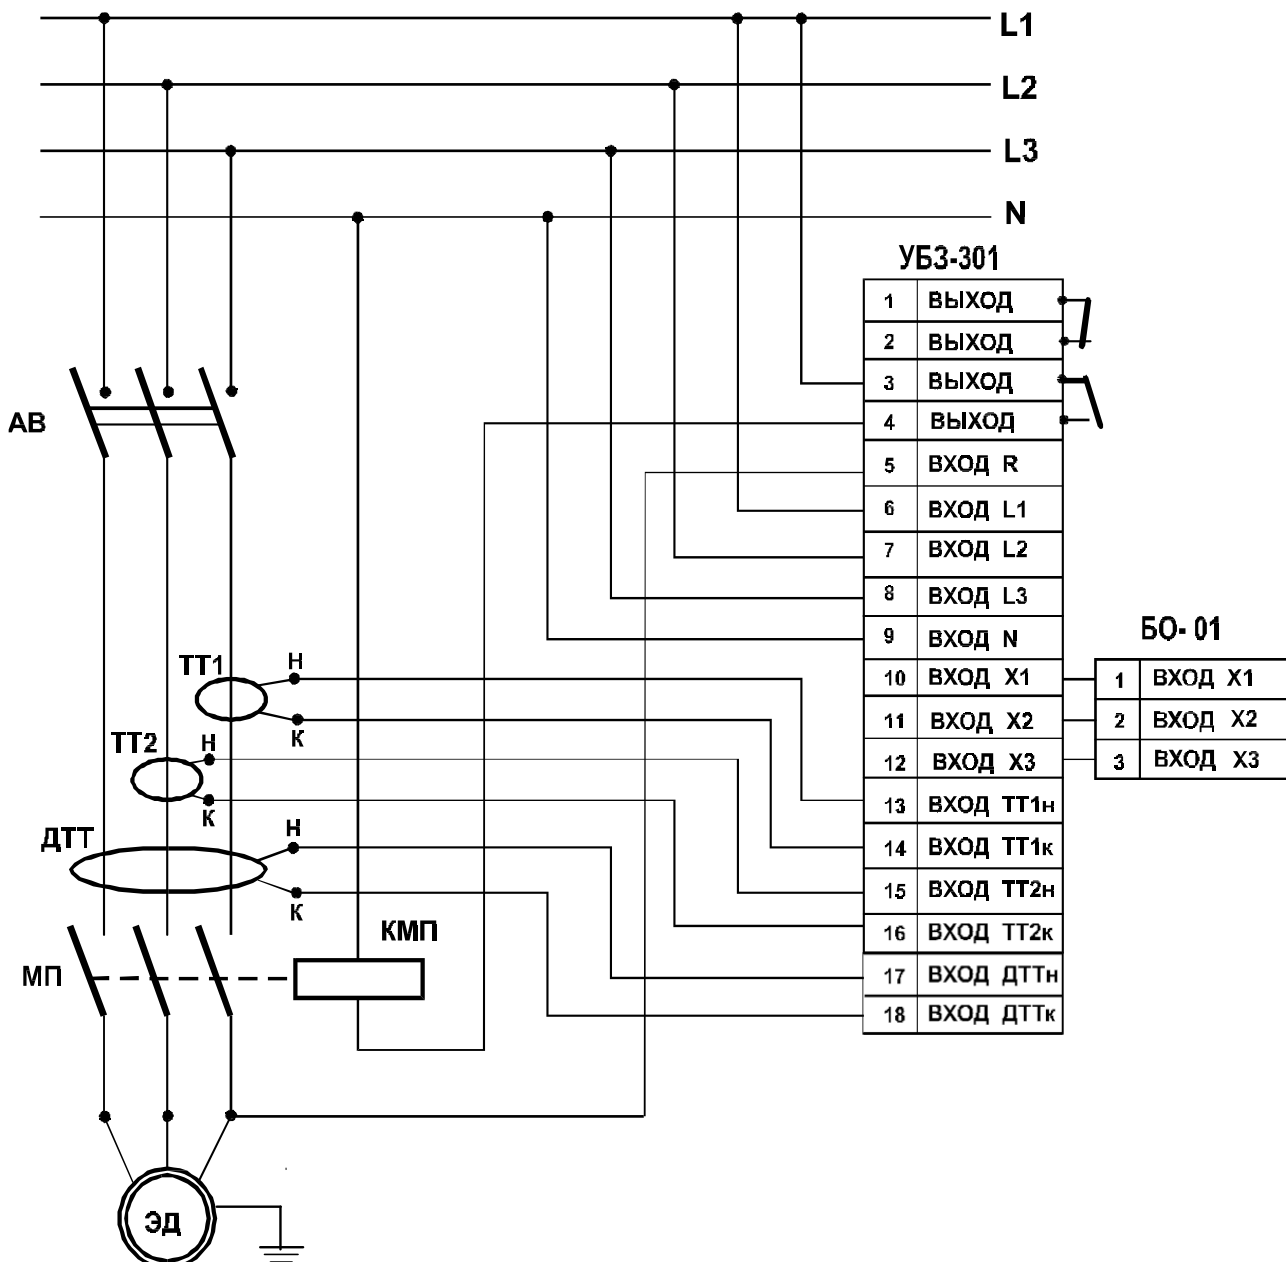 L1
L2
L3
N
УБЗ-301
1 ВЫХОД
2 ВЫХОД
3 ВЫХОД
4 ВЫХОД
5 ВХОД R
6 ВХОД L1
7 ВХОД L2
8 ВХОД L3
9 ВХОД N
10 ВХОД X1
11 ВХОД X2
12 ВХОД X3
13 ВХОД ТТ1н
14 ВХОД ТТ1к
15 ВХОД ТТ2н
16 ВХОД ТТ2к
17 ВХОД ДТТн
18 ВХОД ДТТк
БО- 01
1 ВХОД X1
2 ВХОД X2
3 ВХОД X3
АВ
ТТ1
Н
К
ТТ2
Н
К
ДТТ
Н
К
КМП
МП
ЭД